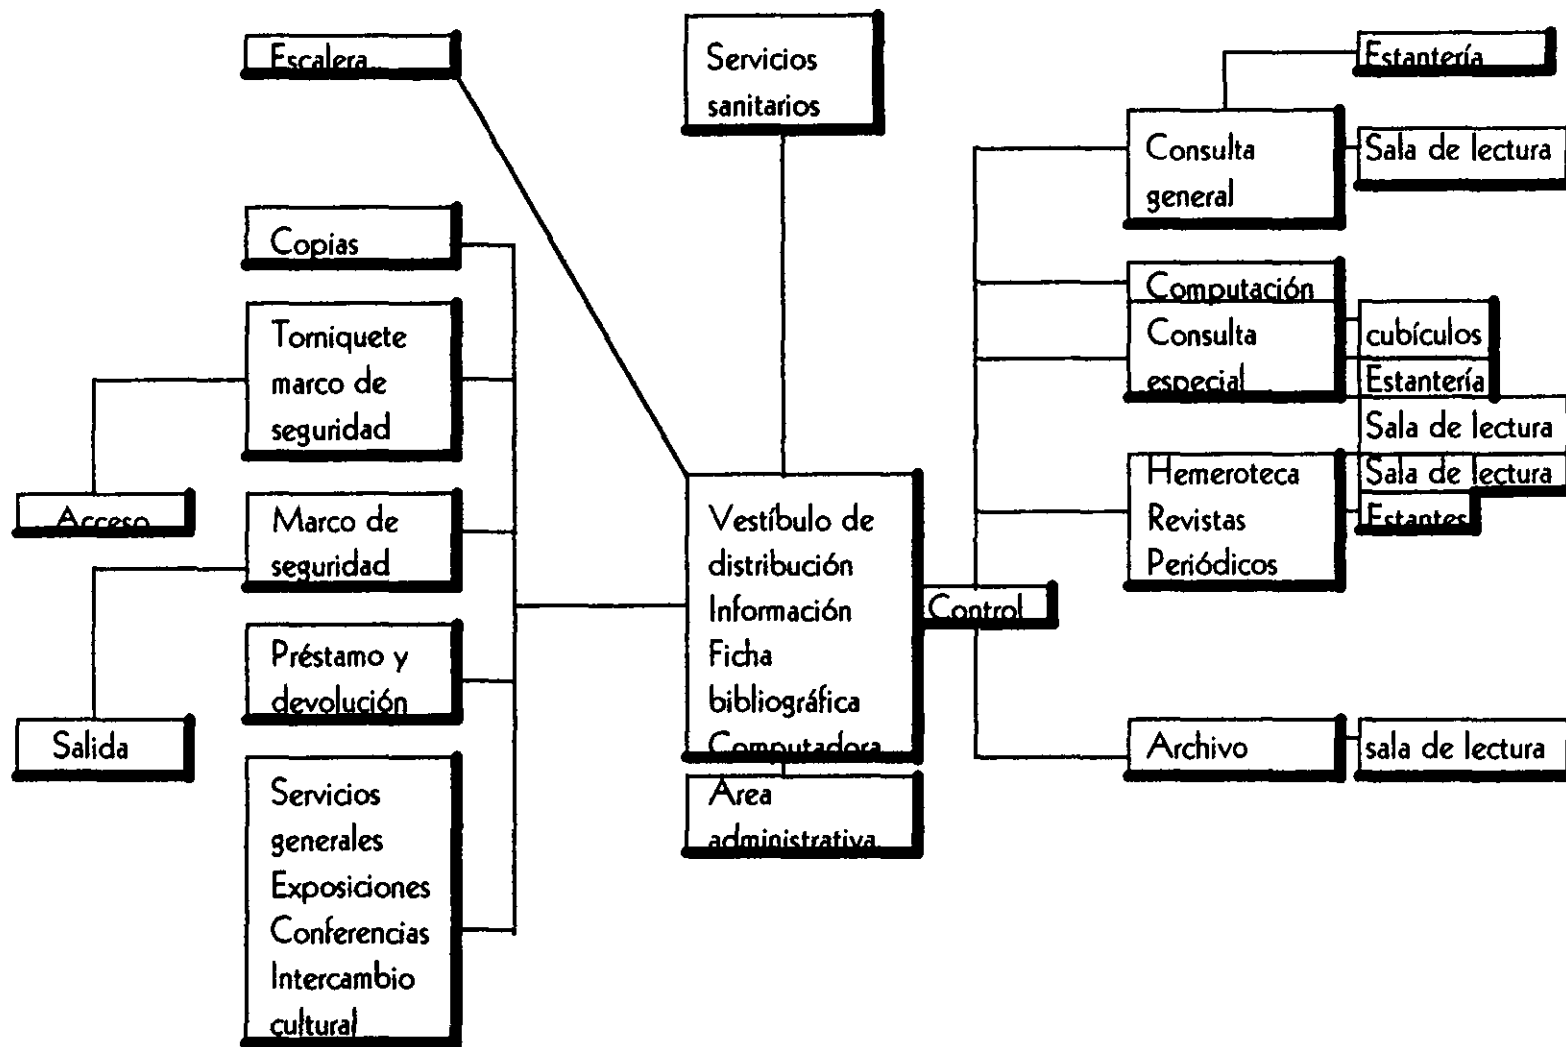 Escalera
Servicios
sanitarios
Estantería
Consulta
general
Sala de lectura
Copias
Torniquete
marco de
seguridad
Computación
Consulta
especial
cubículos
Estantería
Sala de lectura
Acceso
Marco de
seguridad
Vestíbulo de
distribución
Información
Ficha
bibliográfica
Computadora
Control
Hemeroteca
Revistas
Periódicos
Sala de lectura
Estantes
Préstamo y
devolución
Salida
Archivo
sala de lectura
Servicios
generales
Exposiciones
Conferencias
Intercambio
cultural
Area
administrativa